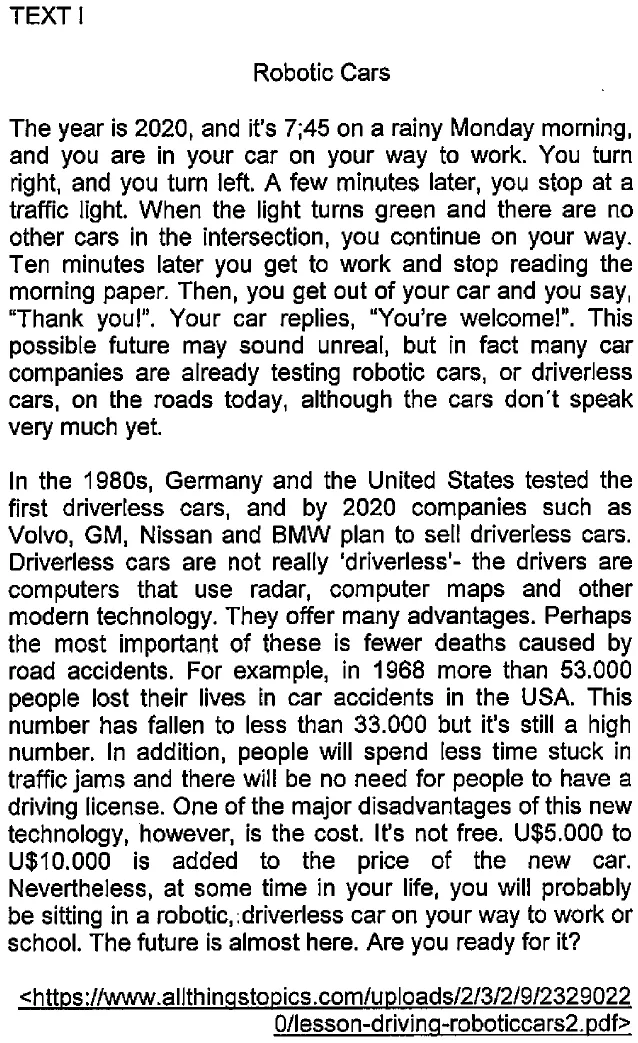 TEXT I
Robotic Cars
The year is 2020, and it's 7;45 on a rainy Monday morning,
and you are in your car on your way to work. You turn
right, and you turn left. A few minutes later, you stop at a
traffic light. When the light turns green and there are no
other cars in the intersection, you continue on your way.
Ten minutes later you get to work and stop reading the
morning paper. Then, you get out of your car and you say,
"Thank you!". Your car replies, "You're welcome!". This
possible future may sound unreal, but in fact many car
companies are already testing robotic cars, or driverless
cars, on the roads today, although the cars don´t speak
very much yet.
In the 1980s, Germany and the United States tested the
first driverless cars, and by 2020 companies such as
Volvo, GM, Nissan and BMW plan to sell driverless cars.
Driverless cars are not really 'driverless'- the drivers are
computers that use radar, computer maps and other
modern technology. They offer many advantages. Perhaps
the most important of these is fewer deaths caused by
road accidents. For example, in 1968 more than 53.000
people lost their lives in car accidents in the USA. This
number has fallen to less than 33.000 but it's still a high
number. In addition, people will spend less time stuck in
traffic jams and there will be no need for people to have a
driving license. One of the major disadvantages of this new
technology, however, is the cost. It's not free. U$5.000 to
U$10.000 is added to the price of the new car.
Nevertheless, at some time in your life, you will probably
be sitting in a robotic, driverless car on your way to work or
school. The future is almost here. Are you ready for it?
<https://www.allthingstopics.com/uploads/2/3/2/9/2329022
0/lesson-driving-roboticcars2.pdf>